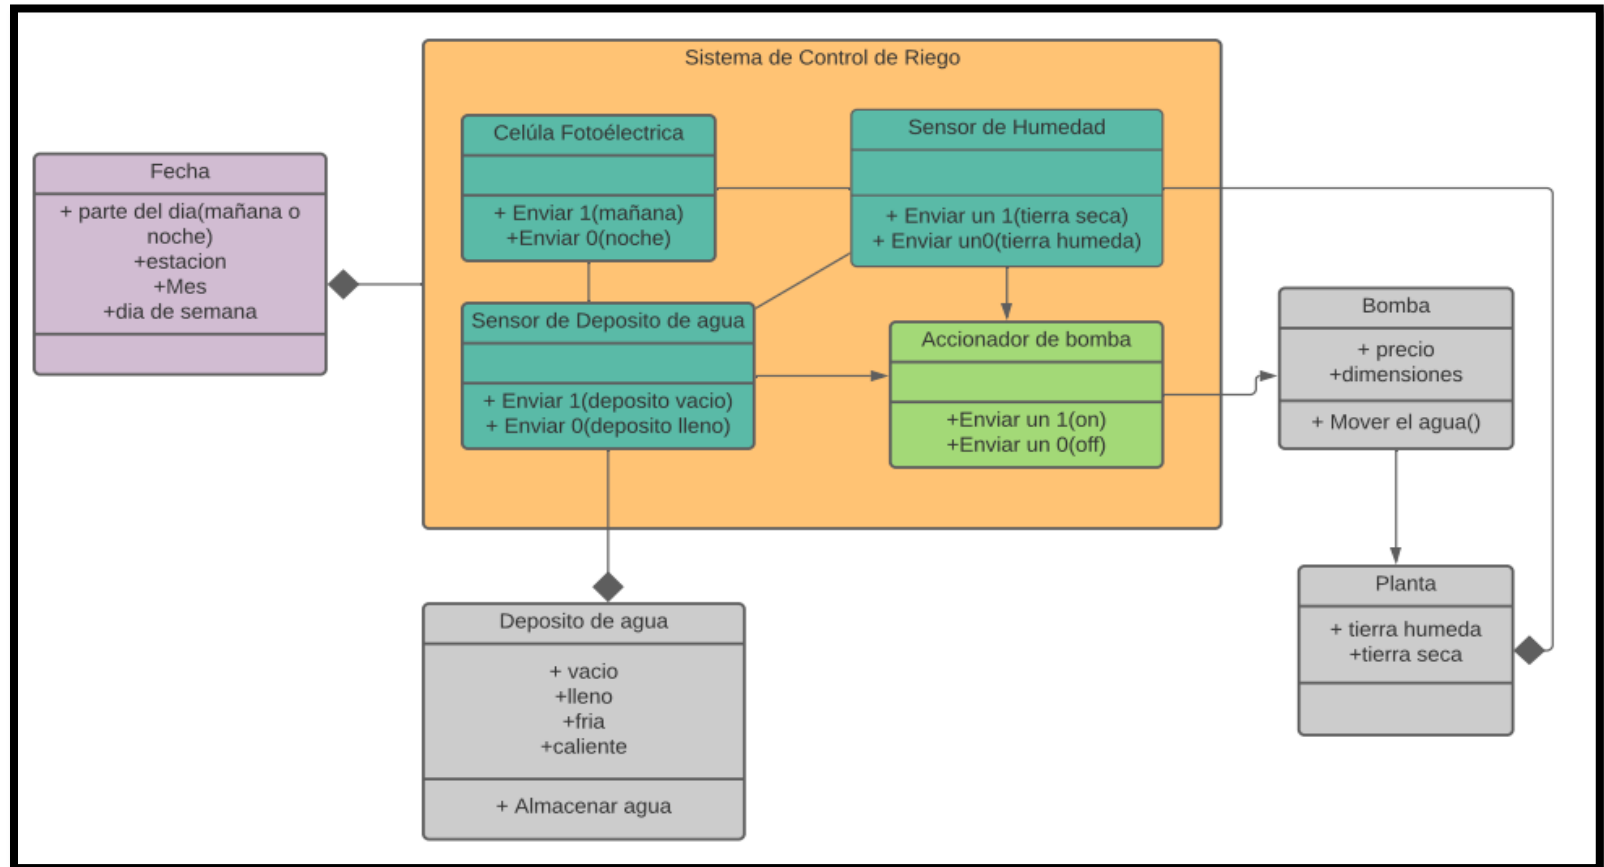 Sistema de Control de Riego
Fecha
+ parte del dia(mañana o
noche)
+estacion
+Mes
+dia de semana
Celúla Fotoélectrica
+ Enviar 1(mañana)
+Enviar 0(noche)
Sensor de Humedad
+ Enviar un 1(tierra seca)
+ Enviar un0(tierra humeda)
Sensor de Deposito de agua
+ Enviar 1(deposito vacio)
+ Enviar 0(deposito lleno)
Accionador de bomba
+Enviar un 1(on)
+Enviar un 0(off)
Bomba
+ precio
+dimensiones
+ Mover el agua()
Planta
+ tierra humeda
+tierra seca
Deposito de agua
+ vacio
+lleno
+fria
+caliente
+ Almacenar agua